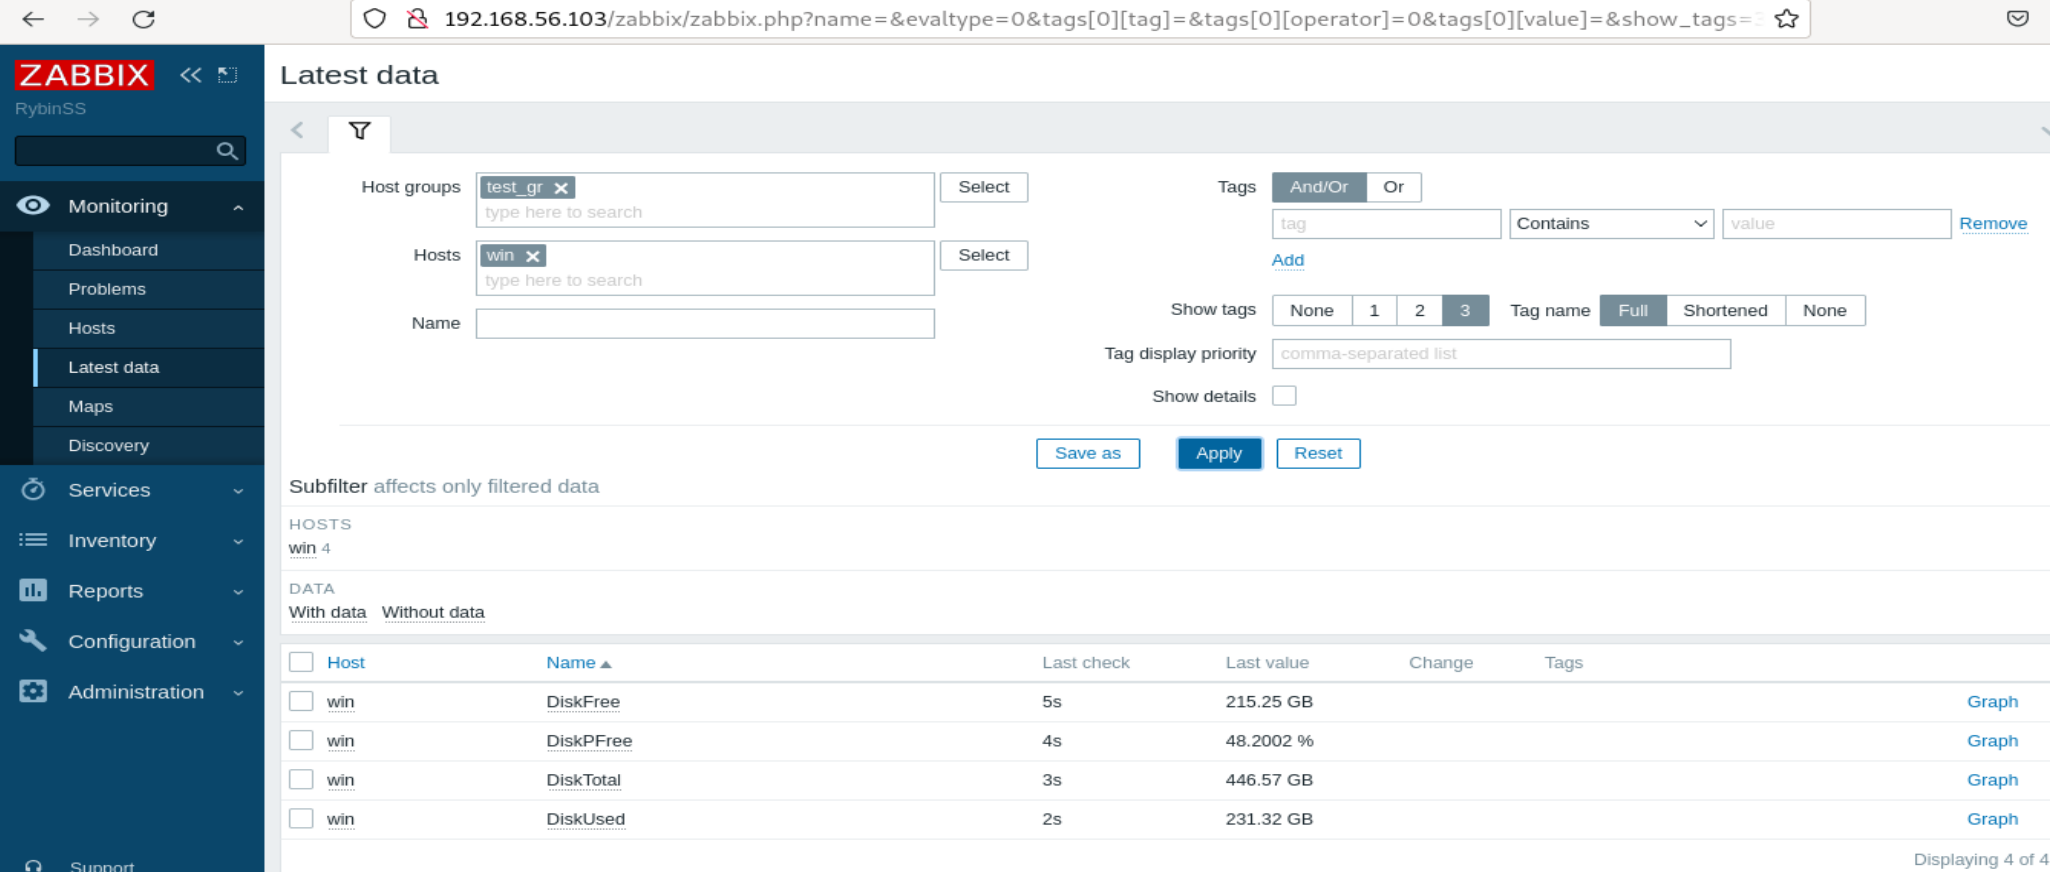 192.168.56.103/zabbix/zabbix.php?name=&evaltype=0&tags[0][tag]=&tags[0][operator]=0&tags[0][value]=&show_tags=
ZABBIX
RybinSS
Monitoring
Dashboard
Problems
Hosts
Latest data
Maps
Discovery
Services
Inventory
Reports
Configuration
Administration
Support
Latest data
Host groups test_gr Select
type here to search
Hosts win Select
type here to search
Name
Tags And/Or Or
tag Contains value Remove
Add
Show tags None 1 2 3 Tag name Full Shortened None
Tag display priority comma-separated list
Show details
Save as Apply Reset
Subfilter affects only filtered data
HOSTS
win 4
DATA
With data Without data
Host Name Last check Last value Change Tags
win DiskFree 5s 215.25 GB Graph
win DiskPFree 4s 48.2002 % Graph
win DiskTotal 3s 446.57 GB Graph
win DiskUsed 2s 231.32 GB Graph
Displaying 4 of 4